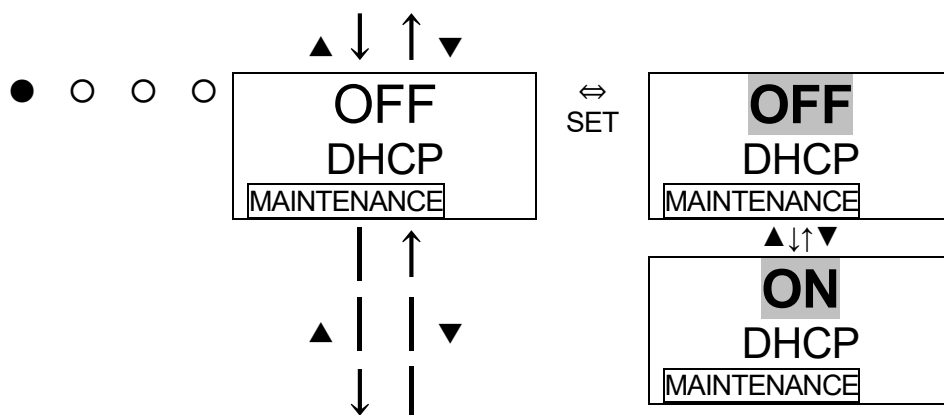 ▲ ↓ ↑ ▼
● ○ ○ ○
OFF
DHCP
MAINTENANCE
⇔
SET
OFF
DHCP
MAINTENANCE
▲↓↑▼
ON
DHCP
MAINTENANCE
▲ ↓ ↑ ▼